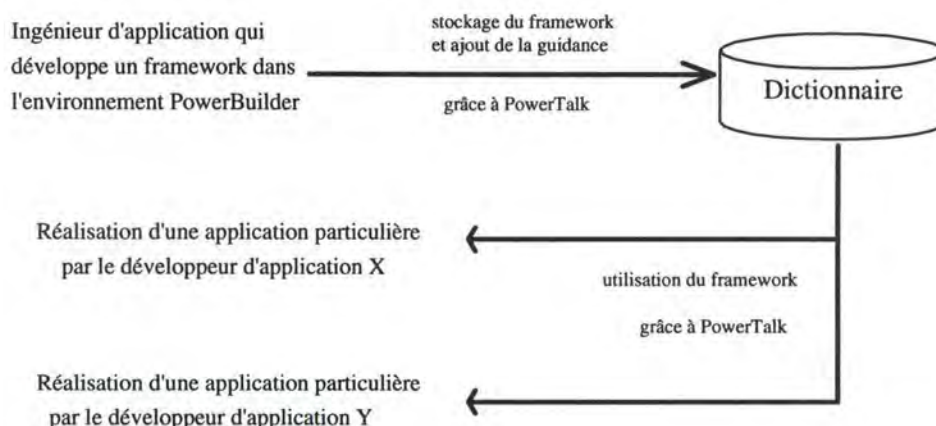 Ingénieur d'application qui
développe un framework dans
l'environnement PowerBuilder
stockage du framework
et ajout de la guidance
grâce à PowerTalk
Dictionnaire
Réalisation d'une application particulière
par le développeur d'application X
utilisation du framework
grâce à PowerTalk
Réalisation d'une application particulière
par le développeur d'application Y